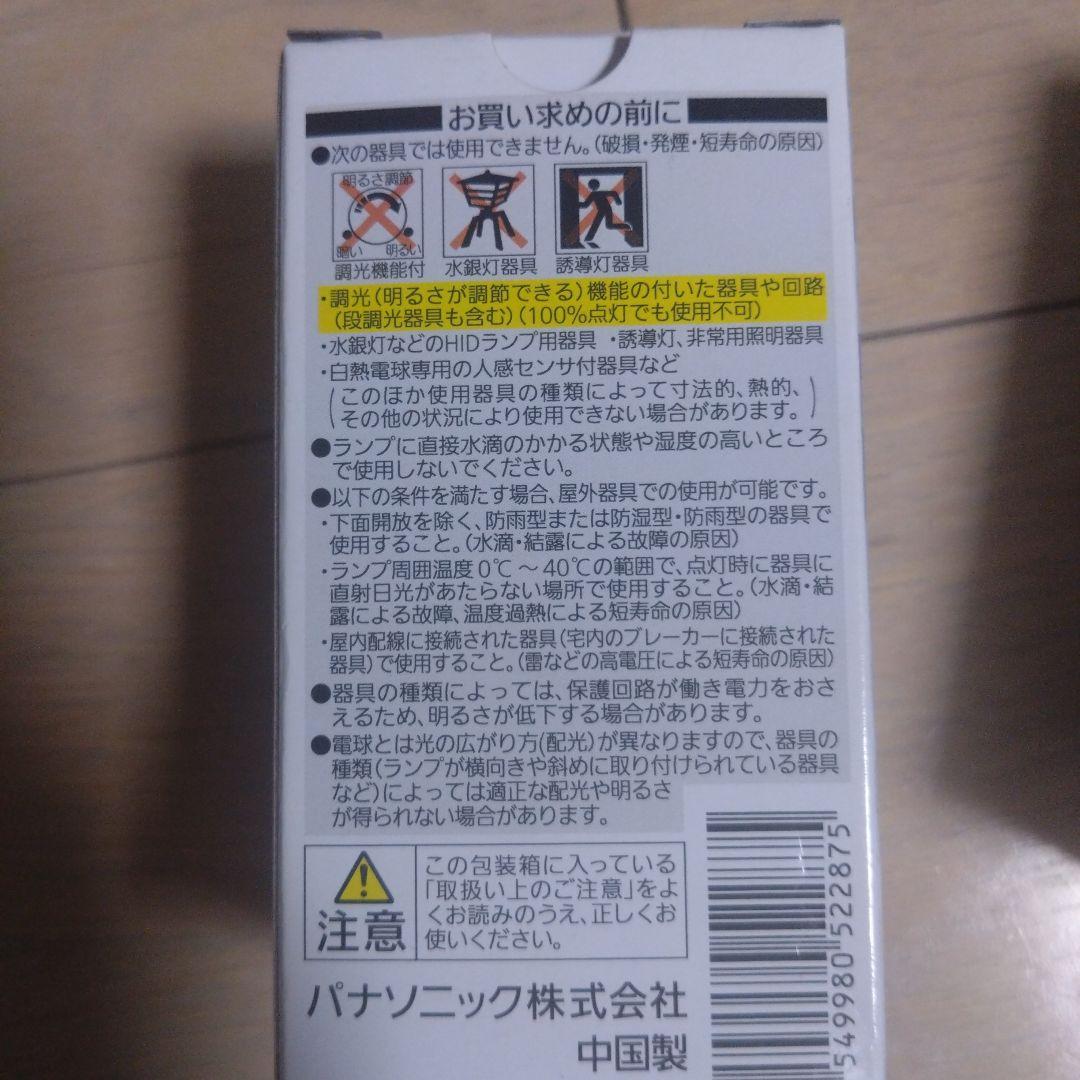 お買い求めの前に
●次の器具では使用できません。(破損・発煙・短寿命の原因)
明るさ調節
暗い 明るい
調光機能付 水銀灯器具 誘導灯器具
・調光(明るさが調節できる)機能の付いた器具や回路
(段調光器具も含む)(100%点灯でも使用不可)
・水銀灯などのHIDランプ用器具 ・誘導灯、非常用照明器具
・白熱電球専用の人感センサ付器具など
(このほか使用器具の種類によって寸法的、熱的、
その他の状況により使用できない場合があります。)
●ランプに直接水滴のかかる状態や湿度の高いところ
で使用しないでください。
●以下の条件を満たす場合、屋外器具での使用が可能です。
・下面開放を除く、防雨型または防湿型・防雨型の器具で
使用すること。(水滴・結露による故障の原因)
・ランプ周囲温度0℃~40℃の範囲で、点灯時に器具に
直射日光があたらない場所で使用すること。(水滴・結
露による故障、温度過熱による短寿命の原因)
・屋内配線に接続された器具(宅内のブレーカーに接続された
器具)で使用すること。(雷などの高電圧による短寿命の原因)
●器具の種類によっては、保護回路が働き電力をおさ
えるため、明るさが低下する場合があります。
●電球とは光の広がり方(配光)が異なりますので、器具の
種類(ランプが横向きや斜めに取り付けられている器具
など)によっては適正な配光や明るさ
が得られない場合があります。
注意
この包装箱に入っている
「取扱い上のご注意」をよ
くお読みのうえ、正しくお
使いください。
パナソニック株式会社
中国製
549980 522875